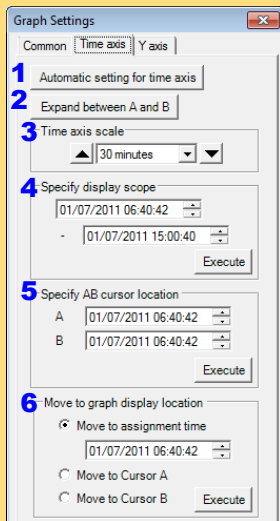 Graph Settings
Common Time axis Y axis
1 Automatic setting for time axis
2 Expand between A and B
3 Time axis scale
30 minutes
4 Specify display scope
01/07/2011 06:40:42
- 01/07/2011 15:00:40
Execute
5 Specify AB cursor location
A 01/07/2011 06:40:42
B 01/07/2011 06:40:42
Execute
6 Move to graph display location
Move to assignment time
01/07/2011 06:40:42
Move to Cursor A
Move to Cursor B Execute